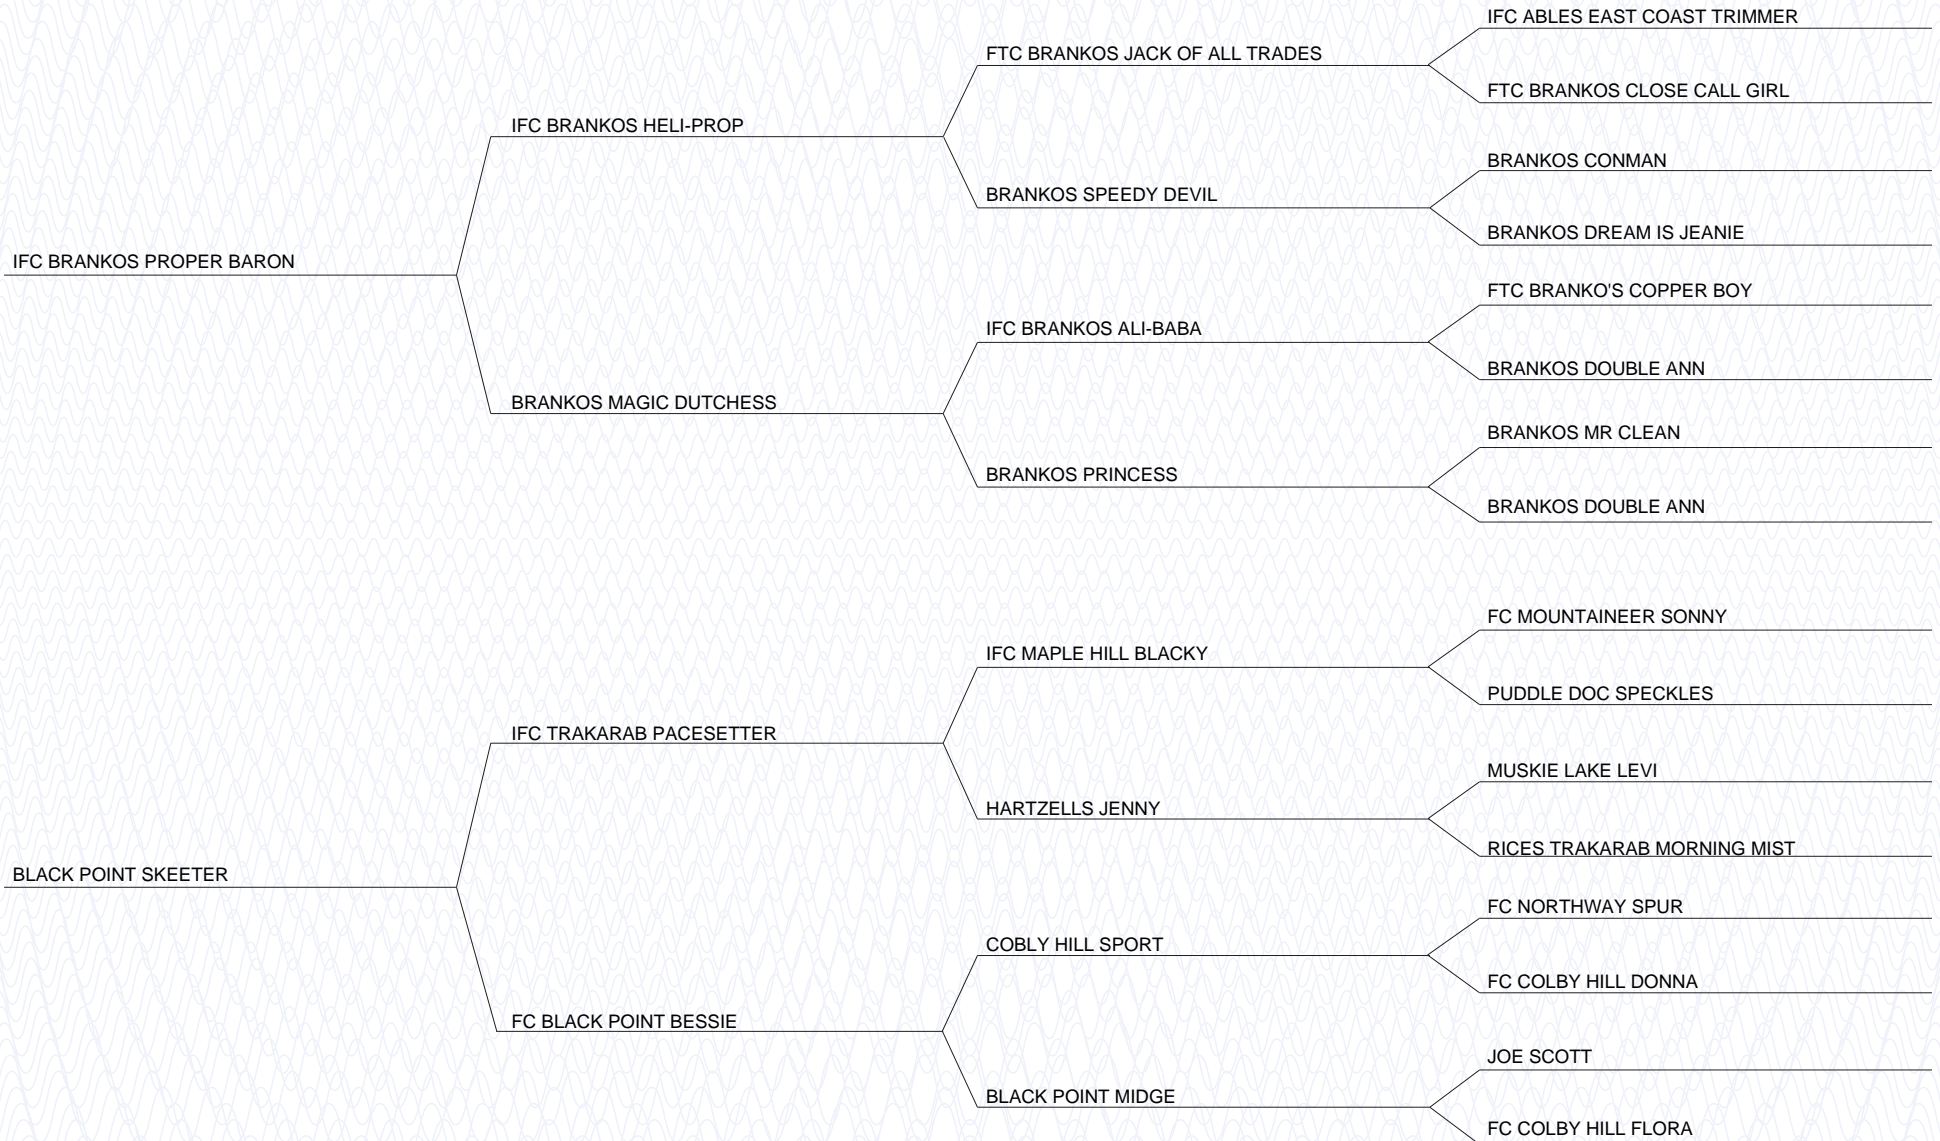 IFC ABLES EAST COAST TRIMMER
FTC BRANKOS JACK OF ALL TRADES
FTC BRANKOS CLOSE CALL GIRL
IFC BRANKOS HELI-PROP
BRANKOS CONMAN
BRANKOS SPEEDY DEVIL
BRANKOS DREAM IS JEANIE
IFC BRANKOS PROPER BARON
FTC BRANKO'S COPPER BOY
IFC BRANKOS ALI-BABA
BRANKOS DOUBLE ANN
BRANKOS MAGIC DUTCHESS
BRANKOS MR CLEAN
BRANKOS PRINCESS
BRANKOS DOUBLE ANN
FC MOUNTAINEER SONNY
IFC MAPLE HILL BLACKY
PUDDLE DOC SPECKLES
IFC TRAKARAB PACESETTER
MUSKIE LAKE LEVI
HARTZELLS JENNY
RICES TRAKARAB MORNING MIST
BLACK POINT SKEETER
FC NORTHWAY SPUR
COBLY HILL SPORT
FC COLBY HILL DONNA
FC BLACK POINT BESSIE
JOE SCOTT
BLACK POINT MIDGE
FC COLBY HILL FLORA